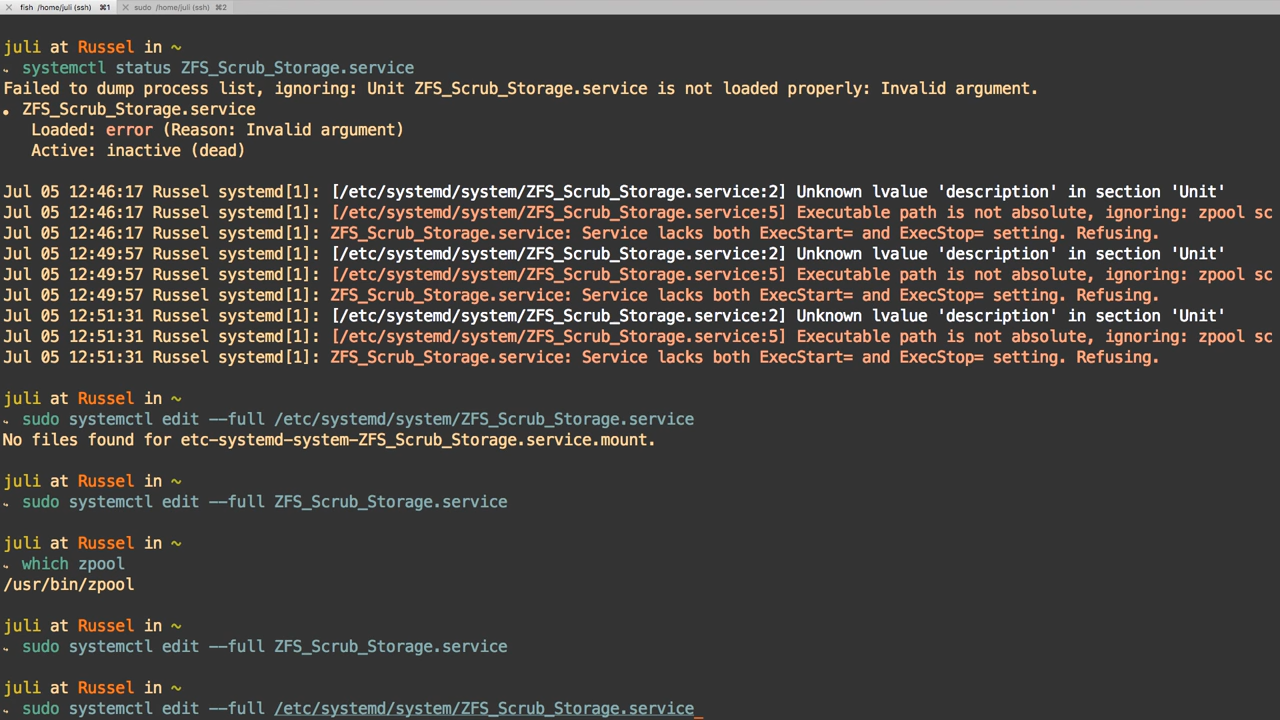 fish /home/juli (ssh) ⌘1 sudo /home/juli (ssh) ⌘2
juli at Russel in ~
systemctl status ZFS_Scrub_Storage.service
Failed to dump process list, ignoring: Unit ZFS_Scrub_Storage.service is not loaded properly: Invalid argument.
● ZFS_Scrub_Storage.service
Loaded: error (Reason: Invalid argument)
Active: inactive (dead)
Jul 05 12:46:17 Russel systemd[1]: [/etc/systemd/system/ZFS_Scrub_Storage.service:2] Unknown lvalue 'description' in section 'Unit'
Jul 05 12:46:17 Russel systemd[1]: [/etc/systemd/system/ZFS_Scrub_Storage.service:5] Executable path is not absolute, ignoring: zpool sc
Jul 05 12:46:17 Russel systemd[1]: ZFS_Scrub_Storage.service: Service lacks both ExecStart= and ExecStop= setting. Refusing.
Jul 05 12:49:57 Russel systemd[1]: [/etc/systemd/system/ZFS_Scrub_Storage.service:2] Unknown lvalue 'description' in section 'Unit'
Jul 05 12:49:57 Russel systemd[1]: [/etc/systemd/system/ZFS_Scrub_Storage.service:5] Executable path is not absolute, ignoring: zpool sc
Jul 05 12:49:57 Russel systemd[1]: ZFS_Scrub_Storage.service: Service lacks both ExecStart= and ExecStop= setting. Refusing.
Jul 05 12:51:31 Russel systemd[1]: [/etc/systemd/system/ZFS_Scrub_Storage.service:2] Unknown lvalue 'description' in section 'Unit'
Jul 05 12:51:31 Russel systemd[1]: [/etc/systemd/system/ZFS_Scrub_Storage.service:5] Executable path is not absolute, ignoring: zpool sc
Jul 05 12:51:31 Russel systemd[1]: ZFS_Scrub_Storage.service: Service lacks both ExecStart= and ExecStop= setting. Refusing.
juli at Russel in ~
sudo systemctl edit --full /etc/systemd/system/ZFS_Scrub_Storage.service
No files found for etc-systemd-system-ZFS_Scrub_Storage.service.mount.
juli at Russel in ~
sudo systemctl edit --full ZFS_Scrub_Storage.service
juli at Russel in ~
which zpool
/usr/bin/zpool
juli at Russel in ~
sudo systemctl edit --full ZFS_Scrub_Storage.service
juli at Russel in ~
sudo systemctl edit --full /etc/systemd/system/ZFS_Scrub_Storage.service